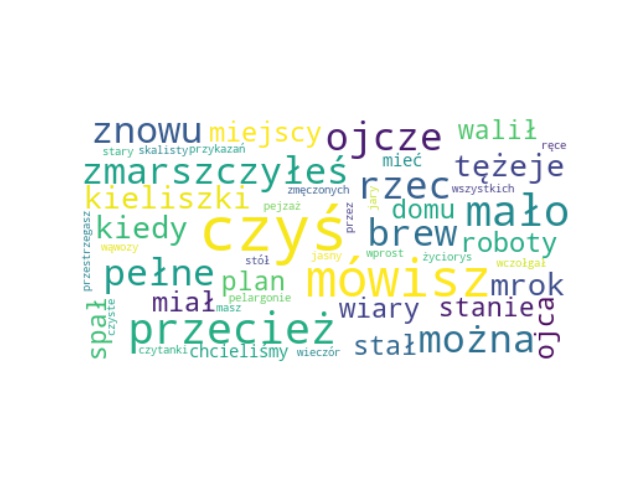 znowu
miejscy
ojcze
walił
ręce
stary
skalisty
przykazań
zmarszczyłeś
mieć
tężeje
rzec
wszystkich
kieliszki
zmęczonych
jary
pejzaż
domu
mało
kiedy
czyś
przez
brew
roboty
przestrzegasz
wąwozy
jasny
wprost
życiorys
wczołgał
stół
pełne
plan
mówisz
mrok
miał
pelargonie
masz
wiary
stanie
spał
czyste
przecież
stał
można
ojca
czytanki
chcieliśmy
wieczór